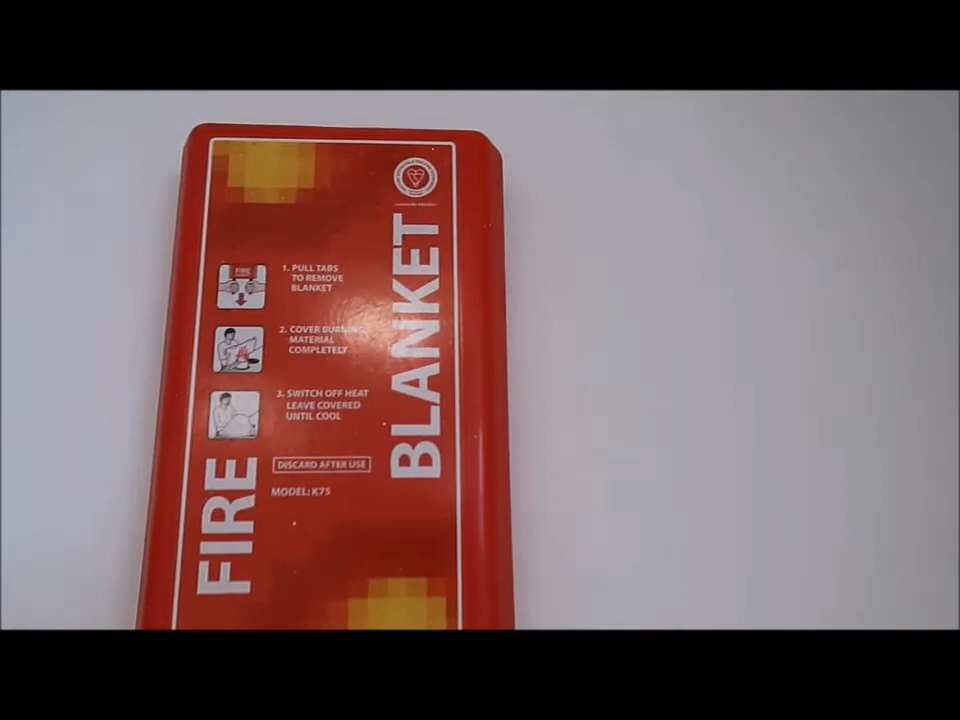 FIRE
BLANKET
1. PULL TABS
TO REMOVE
BLANKET
2. COVER BURNING
MATERIAL
COMPLETELY
3. SWITCH OFF HEAT
LEAVE COVERED
UNTIL COOL
DISCARD AFTER USE
MODEL: K75